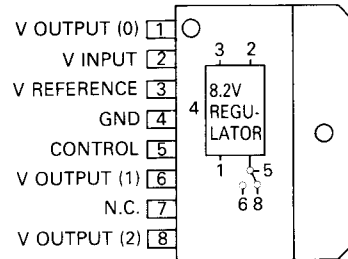 V OUTPUT (0) 1
V INPUT 2
V REFERENCE 3
GND 4
CONTROL 5
V OUTPUT (1) 6
N.C. 7
V OUTPUT (2) 8
3 2
4
8.2V
REGU-
LATOR
1
5
6 8